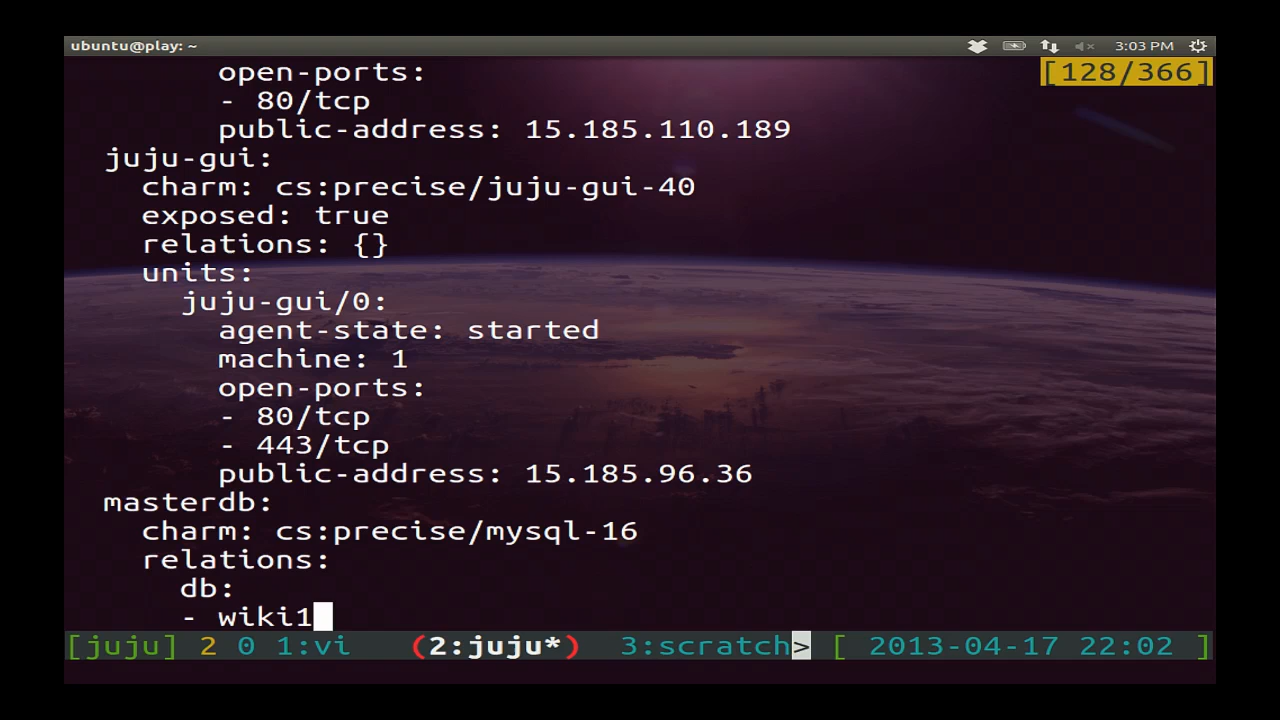 ubuntu@play: ~ 3:03 PM
open-ports: [128/366]
- 80/tcp
public-address: 15.185.110.189
juju-gui:
charm: cs:precise/juju-gui-40
exposed: true
relations: {}
units:
juju-gui/0:
agent-state: started
machine: 1
open-ports:
- 80/tcp
- 443/tcp
public-address: 15.185.96.36
masterdb:
charm: cs:precise/mysql-16
relations:
db:
- wiki1
[juju] 2 0 1:vi (2:juju*) 3:scratch> [ 2013-04-17 22:02 ]